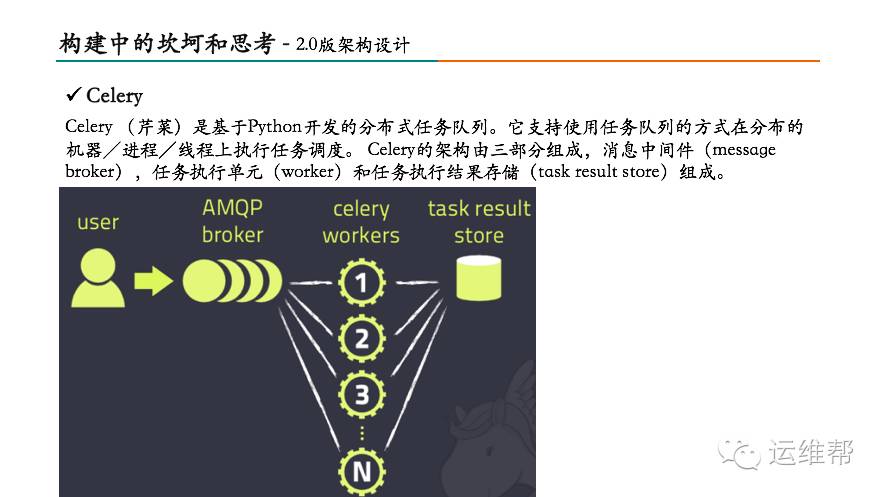 构建中的坎坷和思考 - 2.0版架构设计
✓ Celery
Celery （芹菜）是基于Python开发的分布式任务队列。它支持使用任务队列的方式在分布的
机器／进程／线程上执行任务调度。 Celery的架构由三部分组成，消息中间件（message
broker），任务执行单元（worker）和任务执行结果存储（task result store）组成。
user
AMQP
broker
celery
workers
task result
store
1
2
3
N
运维帮